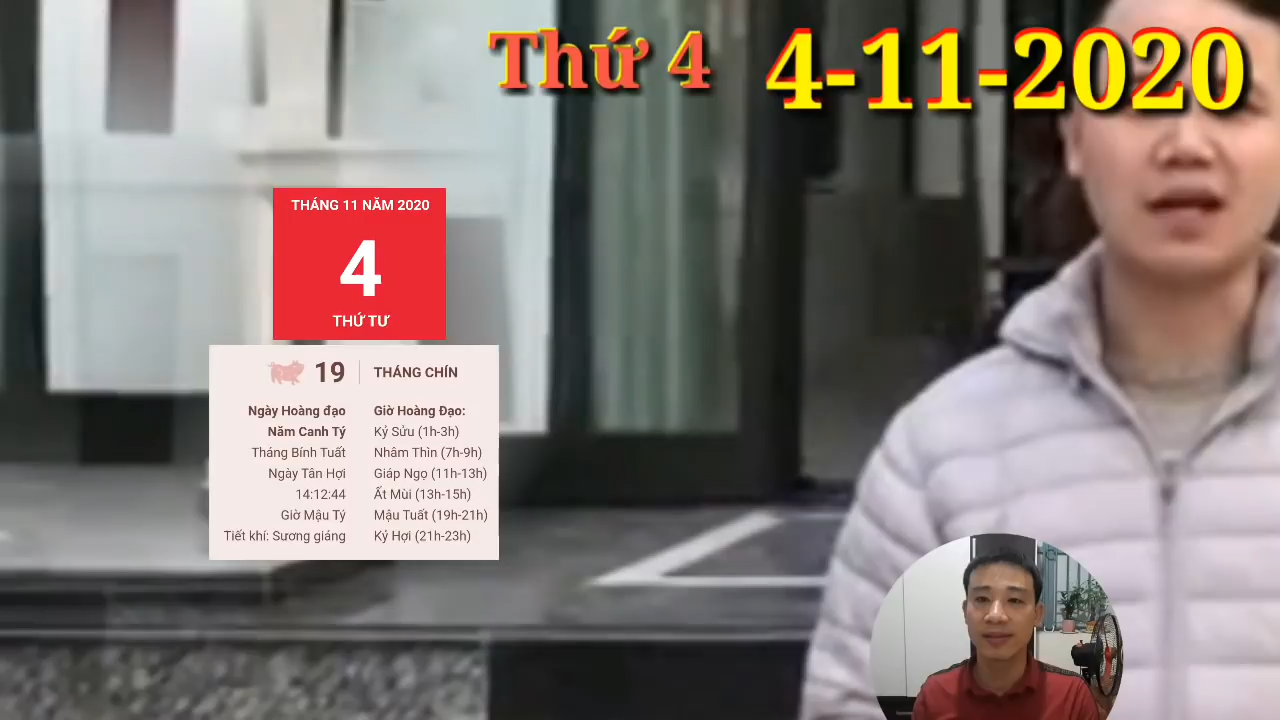 Thứ 4 4-11-2020
THÁNG 11 NĂM 2020
4
THỨ TƯ
19 THÁNG CHÍN
Ngày Hoàng đạo
Năm Canh Tý
Tháng Bính Tuất
Ngày Tân Hợi
14:12:44
Giờ Mậu Tý
Tiết khí: Sương giáng
Giờ Hoàng Đạo:
Kỷ Sửu (1h-3h)
Nhâm Thìn (7h-9h)
Giáp Ngọ (11h-13h)
Ất Mùi (13h-15h)
Mậu Tuất (19h-21h)
Kỷ Hợi (21h-23h)